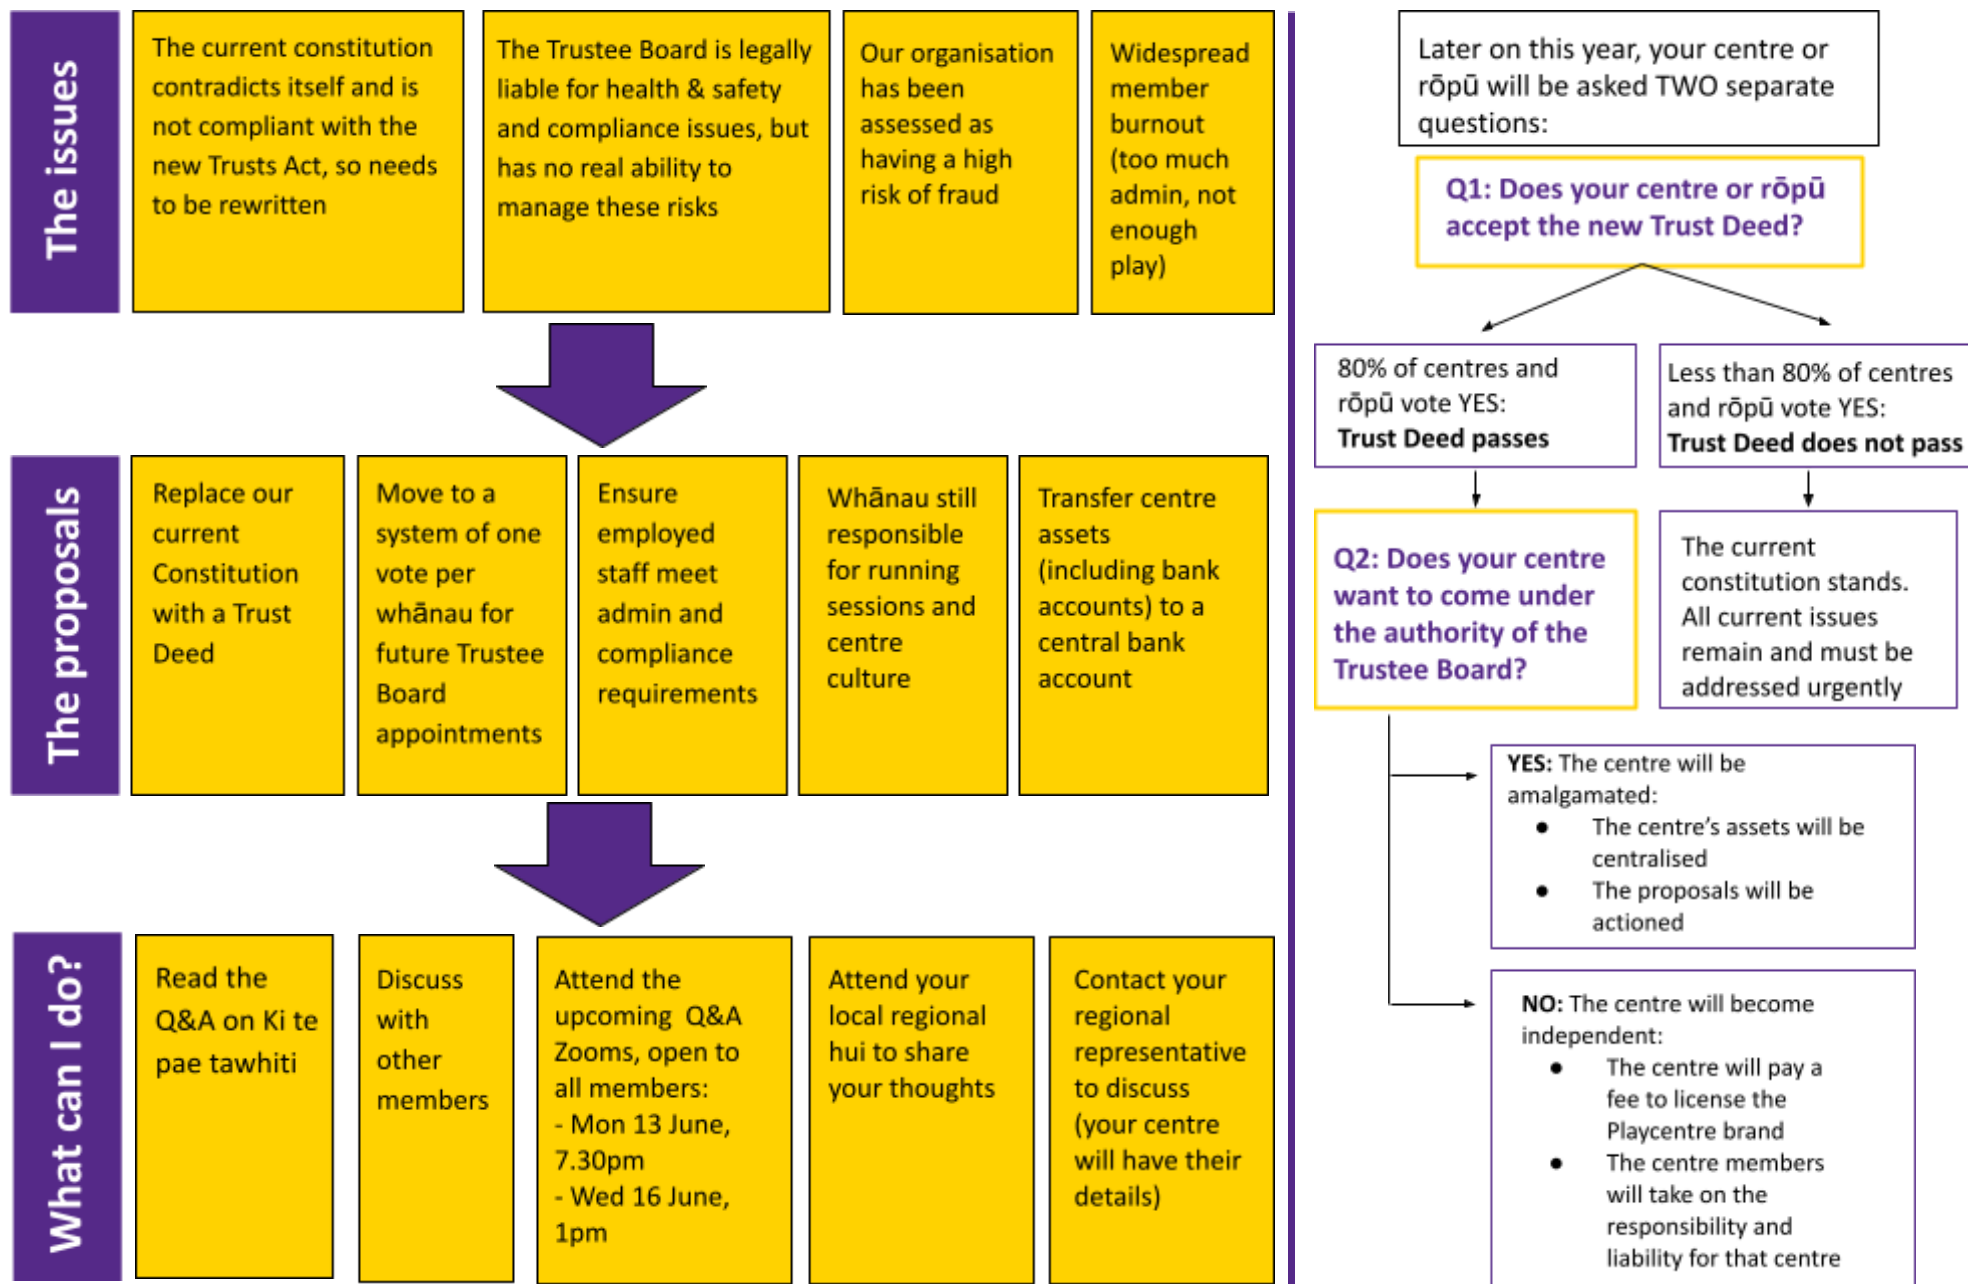 The issues
The current constitution
contradicts itself and is
not compliant with the
new Trusts Act, so needs
to be rewritten
The Trustee Board is legally
liable for health & safety
and compliance issues, but
has no real ability to
manage these risks
Our organisation
has been
assessed as
having a high
risk of fraud
Widespread
member
burnout
(too much
admin, not
enough
play)
The proposals
Replace our
current
Constitution
with a Trust
Deed
Move to a
system of one
vote per
whānau for
future Trustee
Board
appointments
Ensure
employed
staff meet
admin and
compliance
requirements
Whānau still
responsible
for running
sessions and
centre
culture
Transfer centre
assets
(including bank
accounts) to a
central bank
account
What can I do?
Read the
Q&A on Ki te
pae tawhiti
Discuss
with
other
members
Attend the
upcoming Q&A
Zooms, open to
all members:
- Mon 13 June,
7.30pm
- Wed 16 June,
1pm
Attend your
local regional
hui to share
your thoughts
Contact your
regional
representative
to discuss
(your centre
will have their
details)
Later on this year, your centre or
rōpū will be asked TWO separate
questions:
Q1: Does your centre or rōpū
accept the new Trust Deed?
80% of centres and
rōpū vote YES:
Trust Deed passes
Less than 80% of centres
and rōpū vote YES:
Trust Deed does not pass
Q2: Does your centre
want to come under
the authority of the
Trustee Board?
The current
constitution stands.
All current issues
remain and must be
addressed urgently
YES: The centre will be
amalgamated:
● The centre's assets will be
centralised
● The proposals will be
actioned
NO: The centre will become
independent:
● The centre will pay a
fee to license the
Playcentre brand
● The centre members
will take on the
responsibility and
liability for that centre